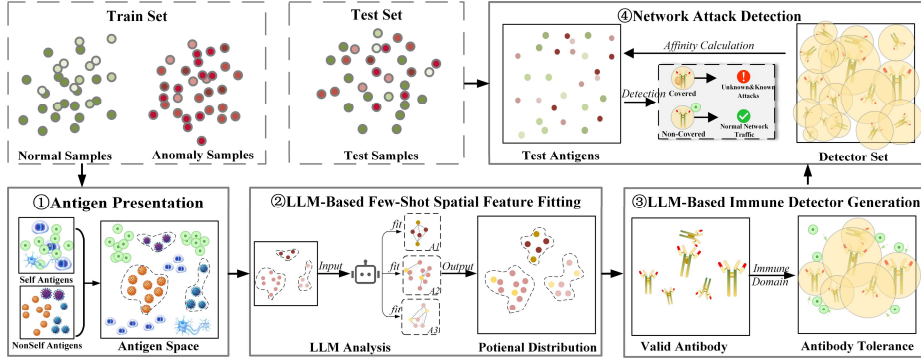 Train Set
Normal Samples
Anomaly Samples
Test Set
Test Samples
④Network Attack Detection
Affinity Calculation
Detection
Covered
Unknown&Known
Attacks
Non-Covered
Normal Network
Traffic
Test Antigens
Detector Set
①Antigen Presentation
Self Antigens
NonSelf Antigens
Antigen Space
②LLM-Based Few-Shot Spatial Feature Fitting
Input
fit
A1
fit
A2
fit
A3
Output
LLM Analysis
Potienal Distribution
③LLM-Based Immune Detector Generation
Immune
Domain
Valid Antibody
Antibody Tolerance